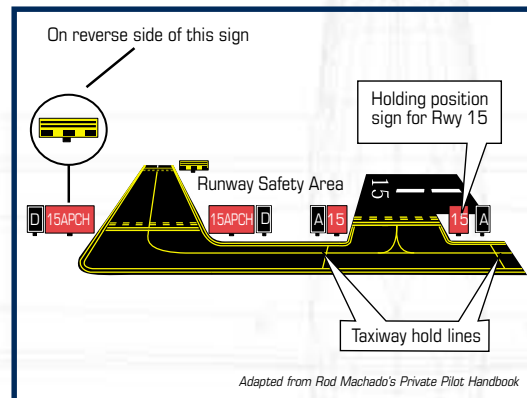 On reverse side of this sign
Holding position
sign for Rwy 15
Runway Safety Area
15
D 15APCH
15APCH D
A 15
15 A
Taxiway hold lines
Adapted from Rod Machado's Private Pilot Handbook